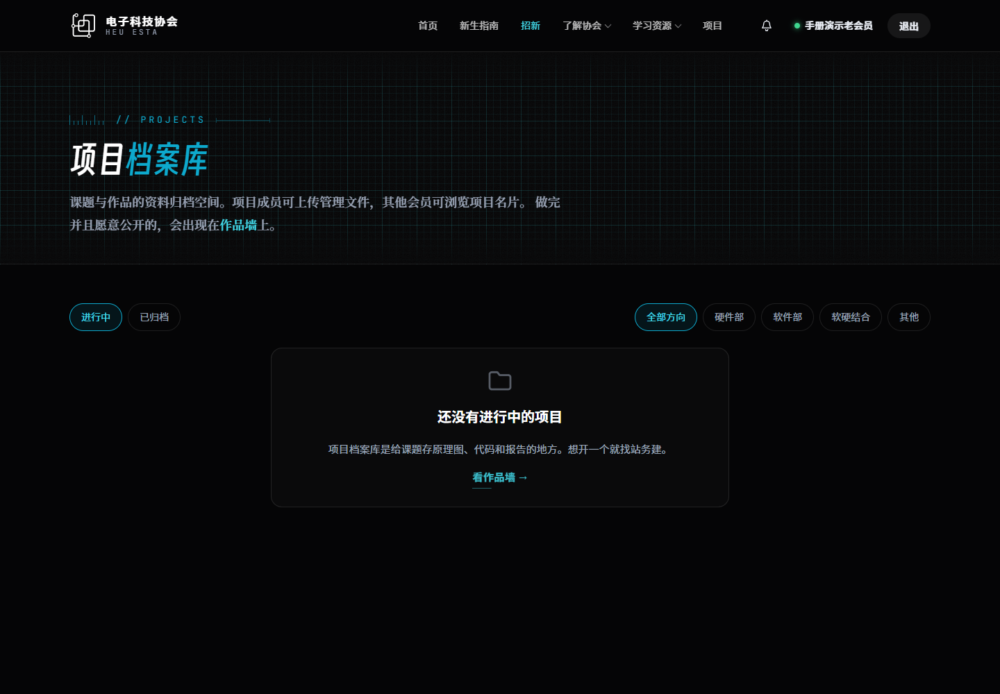 电子科技协会
HEU ESTA
首页
新生指南
招新
了解协会
学习资源
项目
手册演示老会员
退出
// PROJECTS
项目档案库
课题与作品的资料归档空间。项目成员可上传管理文件，其他会员可浏览项目名片。 做完
并且愿意公开的，会出现在作品墙上。
进行中
已归档
全部方向
硬件部
软件部
软硬结合
其他
还没有进行中的项目
项目档案库是给课题存原理图、代码和报告的地方。想开一个就找站务建。
看作品墙 →